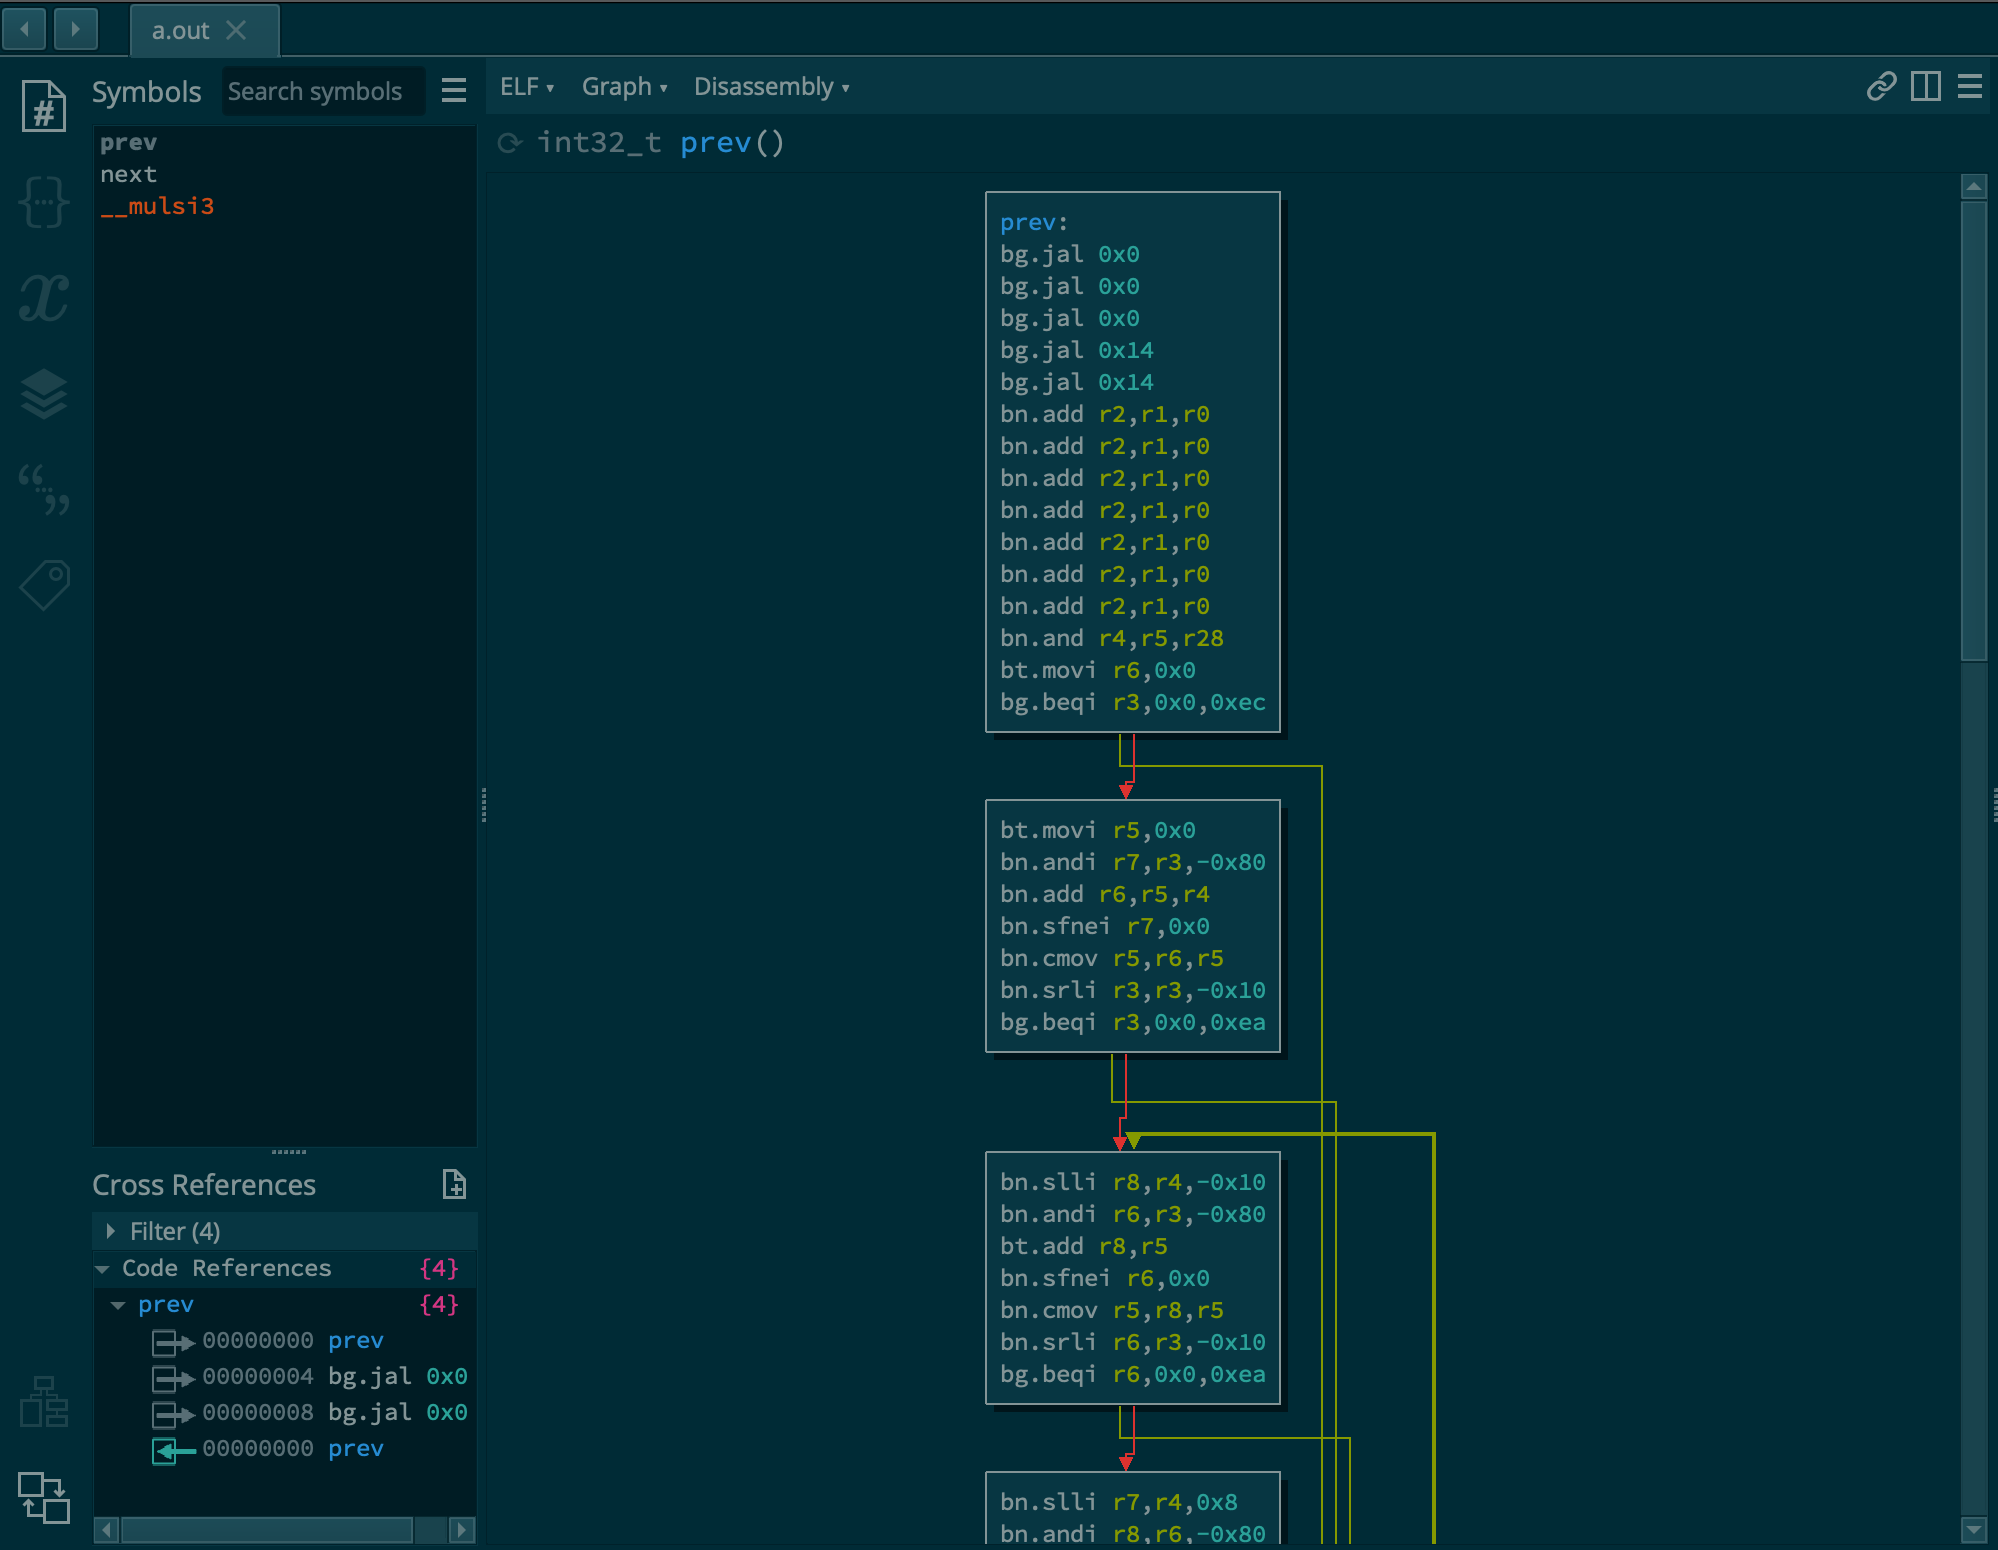 a.out
Symbols
Search symbols
prev
next
__mulsi3
ELF ▾ Graph ▾ Disassembly ▾
int32_t prev()
prev:
bg.jal 0x0
bg.jal 0x0
bg.jal 0x0
bg.jal 0x14
bg.jal 0x14
bn.add r2,r1,r0
bn.add r2,r1,r0
bn.add r2,r1,r0
bn.add r2,r1,r0
bn.add r2,r1,r0
bn.add r2,r1,r0
bn.add r2,r1,r0
bn.and r4,r5,r28
bt.movi r6,0x0
bg.beqi r3,0x0,0xec
bt.movi r5,0x0
bn.andi r7,r3,-0x80
bn.add r6,r5,r4
bn.sfnei r7,0x0
bn.cmov r5,r6,r5
bn.srli r3,r3,-0x10
bg.beqi r3,0x0,0xea
bn.slli r8,r4,-0x10
bn.andi r6,r3,-0x80
bt.add r8,r5
bn.sfnei r6,0x0
bn.cmov r5,r8,r5
bn.srli r6,r3,-0x10
bg.beqi r6,0x0,0xea
bn.slli r7,r4,0x8
bn.andi r8,r6,-0x80
Cross References
Filter (4)
Code References {4}
prev {4}
00000000 prev
00000004 bg.jal 0x0
00000008 bg.jal 0x0
00000000 prev